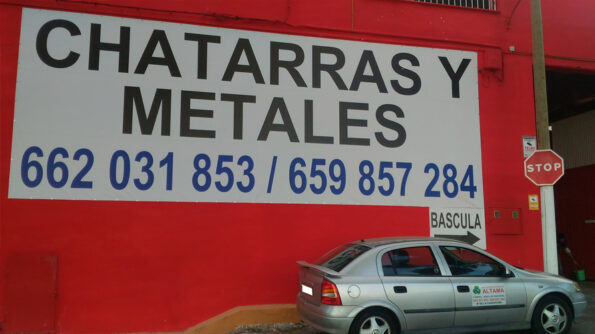 CHATARRAS Y
METALES
662 031 853 / 659 857 284
BASCULA
STOP
ALTAMA